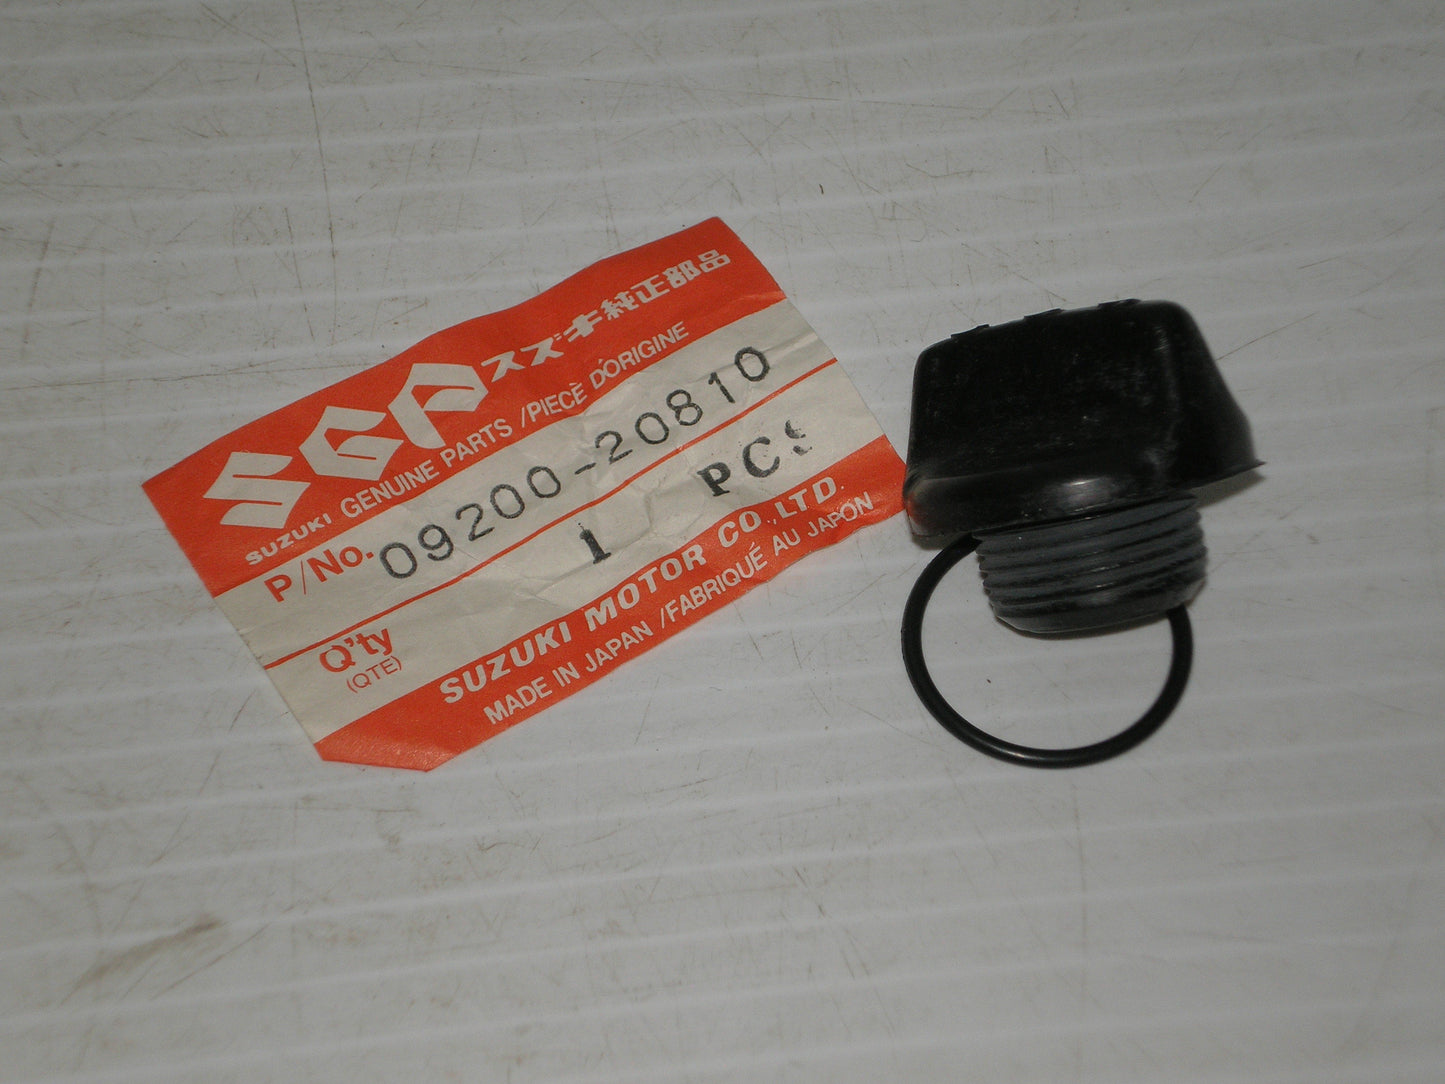 SGP スズキ純正部品
SUZUKI GENUINE PARTS /PIECÈ D'ORIGINE
P/No. 09200-20810
Q'ty 1 PCS
(QTE)
SUZUKI MOTOR CO.,LTD.
MADE IN JAPAN /FABRIQUÉ AU JAPON